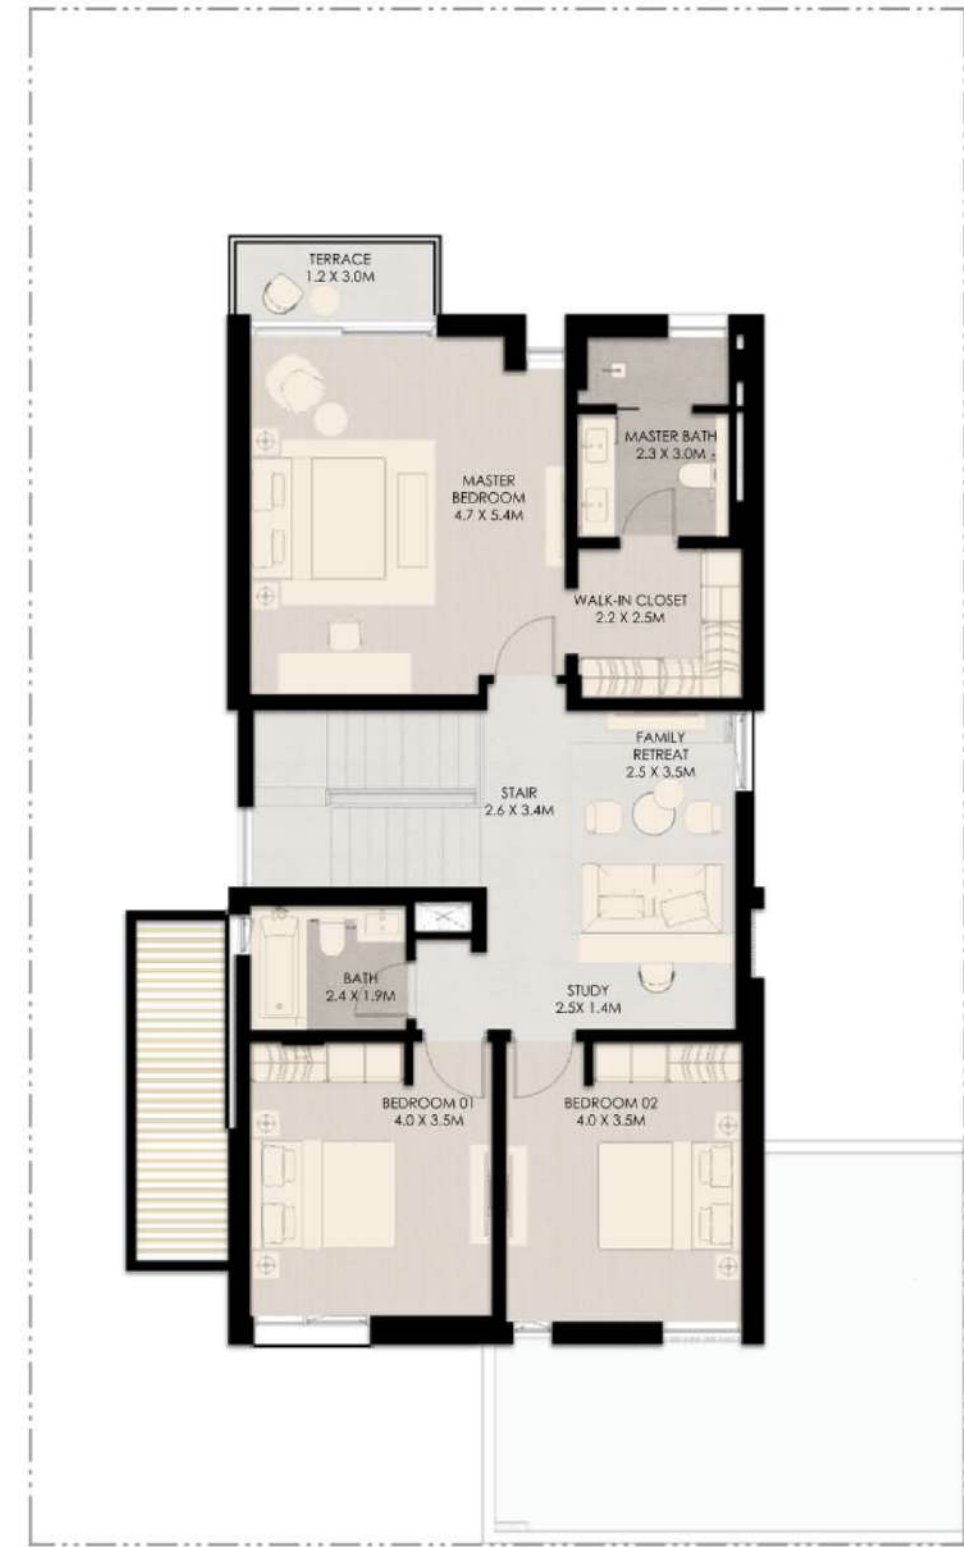 TERRACE
1.2 X 3.0M
MASTER BATH
2.3 X 3.0M
MASTER
BEDROOM
4.7 X 5.4M
WALK-IN CLOSET
2.2 X 2.5M
FAMILY
RETREAT
2.5 X 3.5M
STAIR
2.6 X 3.4M
BATH
2.4 X 1.9M
STUDY
2.5X 1.4M
BEDROOM 01
4.0 X 3.5M
BEDROOM 02
4.0 X 3.5M